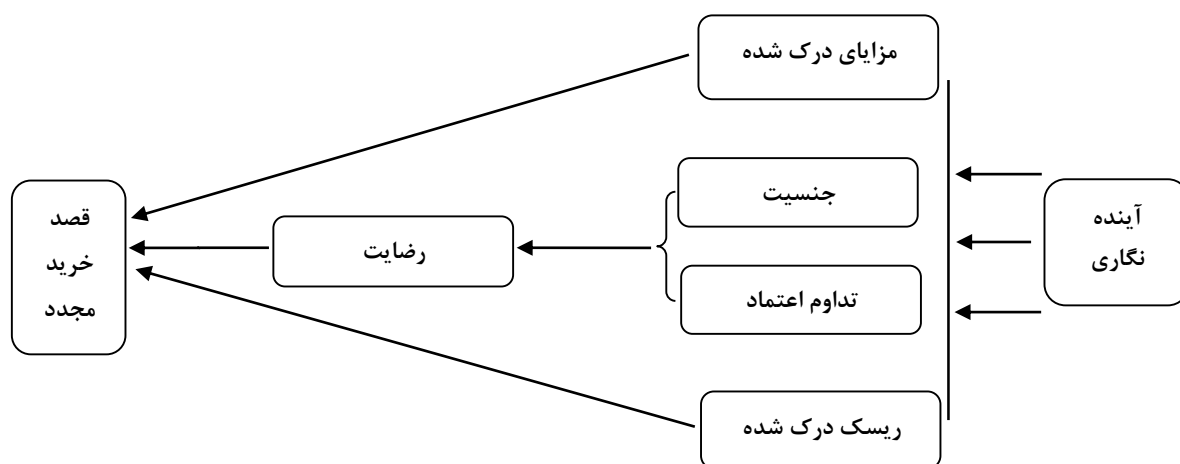 مزایای درک شده
جنسیت
آینده
نگاری
قصد
خرید
مجدد
رضایت
تداوم اعتماد
ریسک درک شده